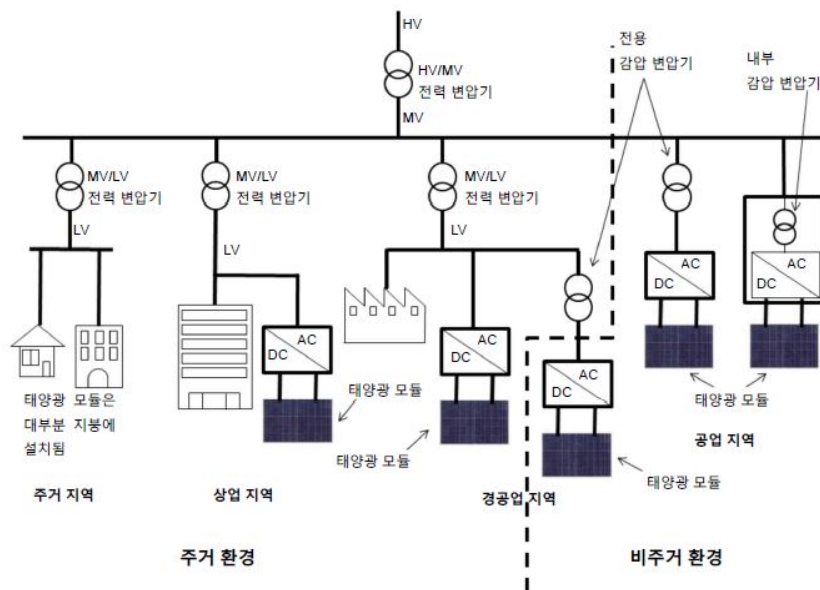 HV
HV/MV
전력 변압기
MV
전용
감압 변압기
내부
감압 변압기
MV/LV
전력 변압기
LV
MV/LV
전력 변압기
LV
MV/LV
전력 변압기
LV
AC
DC
AC
DC
AC
DC
AC
DC
AC
DC
태양광 모듈은
대부분 지붕에
설치됨
태양광 모듈
태양광 모듈
태양광 모듈
태양광 모듈
주거 지역
상업 지역
경공업 지역
공업 지역
주거 환경
비주거 환경